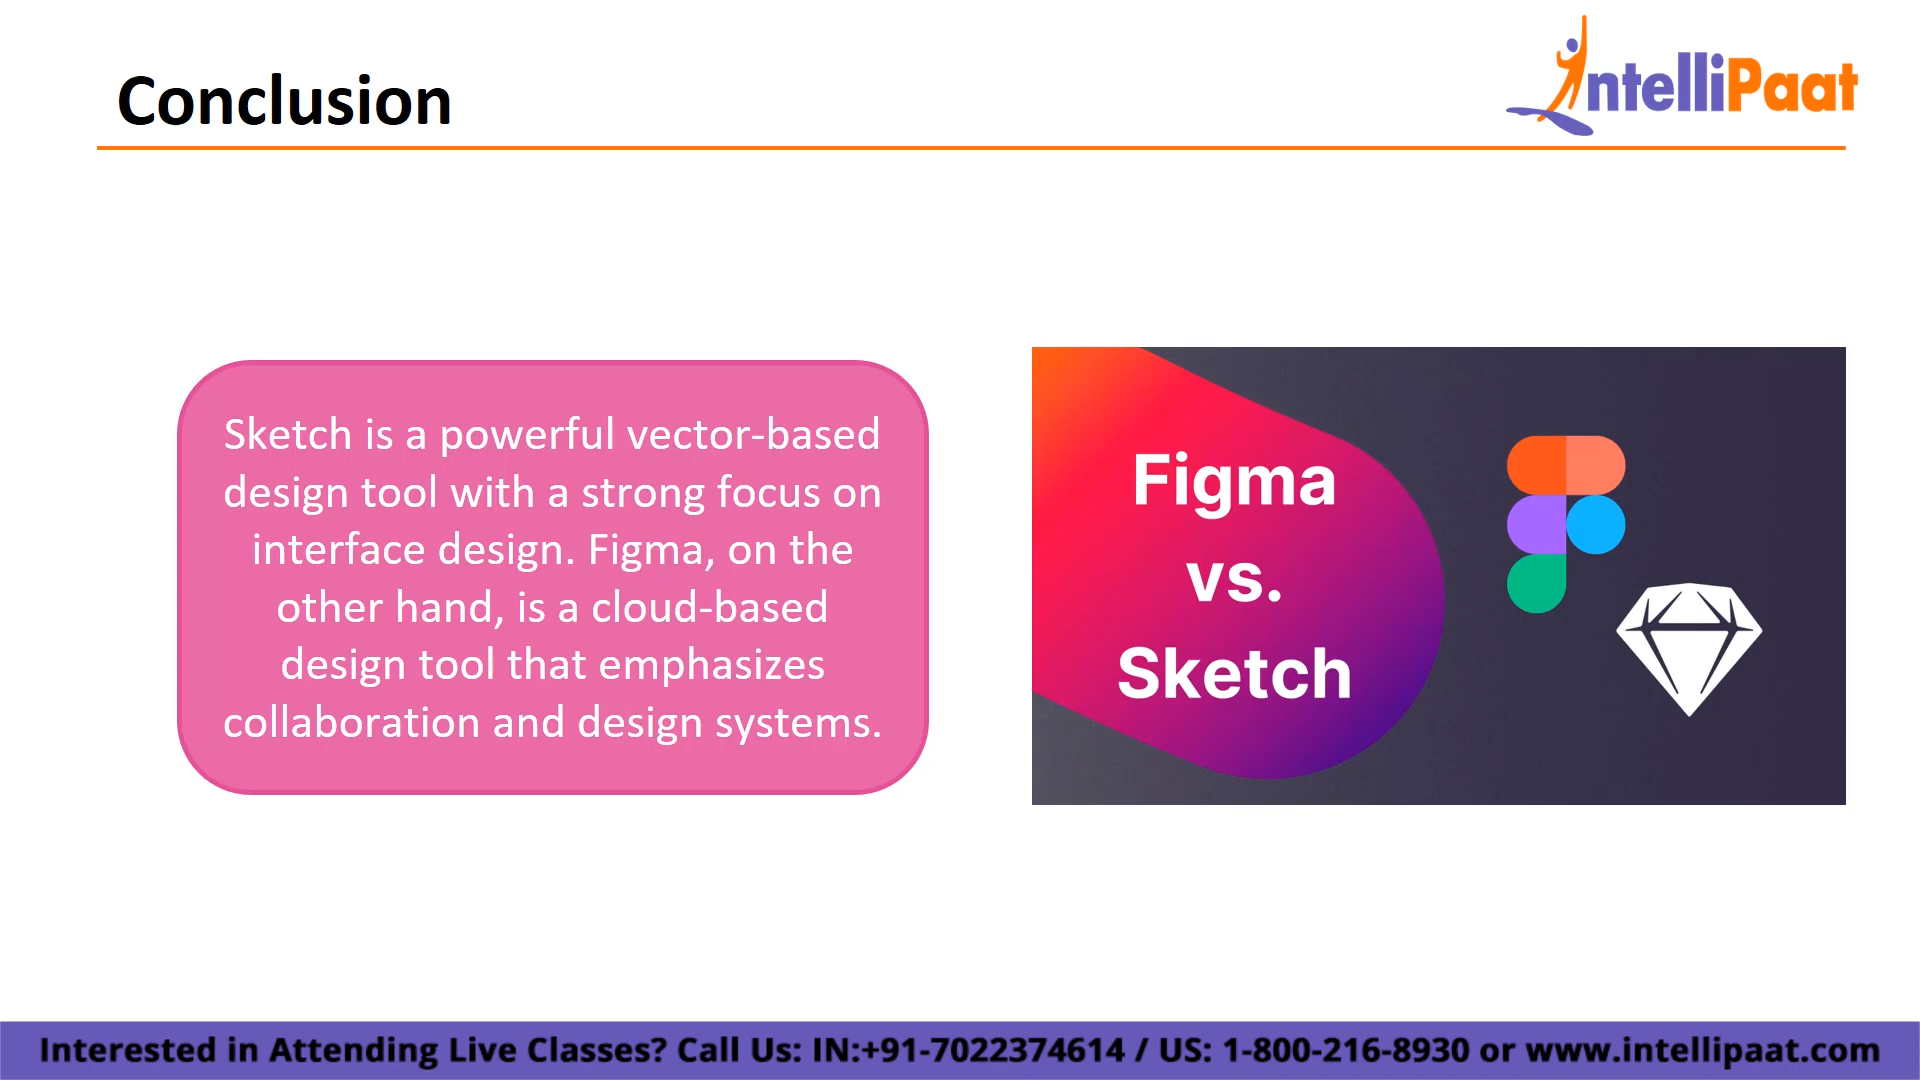 Conclusion
IntelliPaat
Sketch is a powerful vector-based
design tool with a strong focus on
interface design. Figma, on the
other hand, is a cloud-based
design tool that emphasizes
collaboration and design systems.
Figma
vs.
Sketch
Interested in Attending Live Classes? Call Us: IN:+91-7022374614 / US: 1-800-216-8930 or www.intellipaat.com